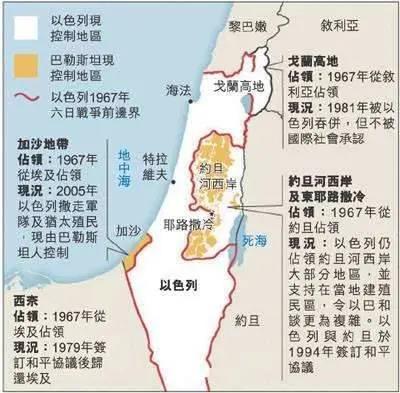 以色列現
控制地區
巴勒斯坦現
控制地區
以色列1967年
六日戰爭前邊界
黎巴嫩
敘利亞
海法
戈蘭高地
戈蘭高地
佔領：1967年從敘
利亞佔領
現況：1981年被以
色列吞併，但不被
國際社會承認
加沙地帶
佔領：1967年
從埃及佔領
現況：2005年
以色列撤走軍
隊及猶太殖民
，現由巴勒斯
坦人控制
地中海
特拉
維夫
約旦
河西岸
耶路撒冷
死海
加沙
以色列
約旦
約旦河西岸
及東耶路撒冷
佔領：1967年從
約旦佔領
現況：以色列仍
佔領約旦河西岸
大部分地區，並
支持在當地建殖
民區，令以巴和
談更為複雜。以
色列與約旦於
1994年簽訂和平
協議
西奈
佔領：1967年從
埃及佔領
現況：1979年簽
訂和平協議後歸
還埃及